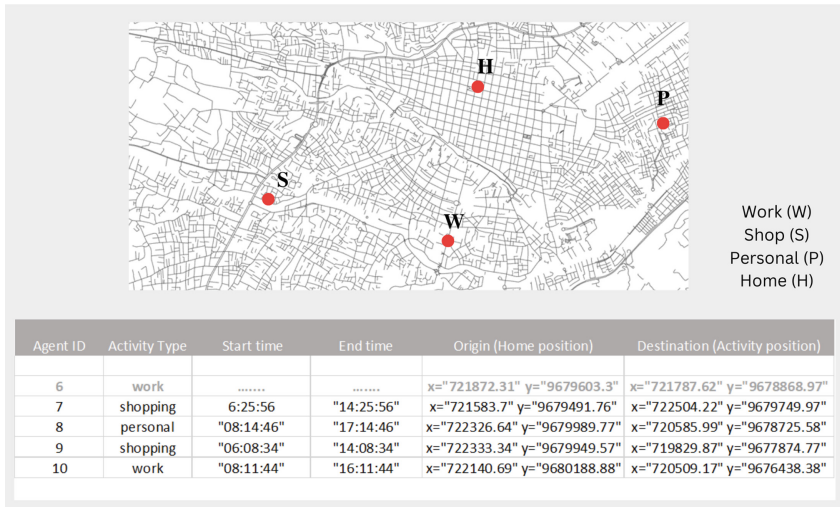 H
P
S
W
Work (W)
Shop (S)
Personal (P)
Home (H)
Agent ID Activity Type Start time End time Origin (Home position) Destination (Activity position)
6 work ....... ....... x="721872.31" y="9679603.3" x="721787.62" y="9678868.97"
7 shopping 6:25:56 "14:25:56" x="721583.7" y="9679491.76" x="722504.22" y="9679749.97"
8 personal "08:14:46" "17:14:46" x="722326.64" y="9679989.77" x="720585.99" y="9678725.58"
9 shopping "06:08:34" "14:08:34" x="722333.34" y="9679949.57" x="719829.87" y="9677874.77"
10 work "08:11:44" "16:11:44" x="722140.69" y="9680188.88" x="720509.17" y="9676438.38"